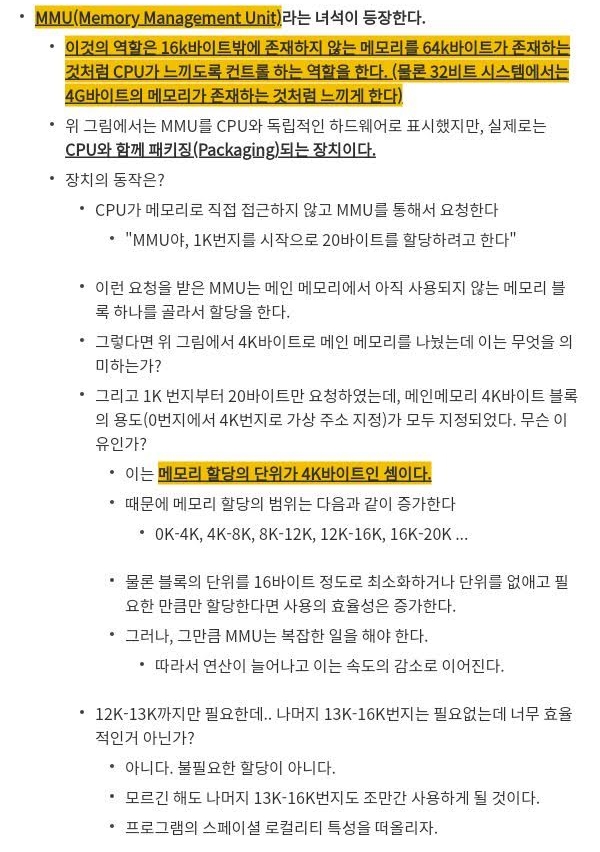 MMU(Memory Management Unit)라는 녀석이 등장한다.
이것의 역할은 16k바이트밖에 존재하지 않는 메모리를 64k바이트가 존재하는
것처럼 CPU가 느끼도록 컨트롤 하는 역할을 한다. (물론 32비트 시스템에서는
4G바이트의 메모리가 존재하는 것처럼 느끼게 한다)
위 그림에서는 MMU를 CPU와 독립적인 하드웨어로 표시했지만, 실제로는
CPU와 함께 패키징(Packaging)되는 장치이다.
장치의 동작은?
CPU가 메모리로 직접 접근하지 않고 MMU를 통해서 요청한다
"MMU야, 1K번지를 시작으로 20바이트를 할당하려고 한다"
이런 요청을 받은 MMU는 메인 메모리에서 아직 사용되지 않는 메모리 블
록 하나를 골라서 할당을 한다.
그렇다면 위 그림에서 4K바이트로 메인 메모리를 나눴는데 이는 무엇을 의
미하는가?
그리고 1K 번지부터 20바이트만 요청하였는데, 메인메모리 4K바이트 블록
의 용도(0번지에서 4K번지로 가상 주소 지정)가 모두 지정되었다. 무슨 이
유인가?
이는 메모리 할당의 단위가 4K바이트인 셈이다.
때문에 메모리 할당의 범위는 다음과 같이 증가한다
0K-4K, 4K-8K, 8K-12K, 12K-16K, 16K-20K ...
물론 블록의 단위를 16바이트 정도로 최소화하거나 단위를 없애고 필
요한 만큼만 할당한다면 사용의 효율성은 증가한다.
그러나, 그만큼 MMU는 복잡한 일을 해야 한다.
따라서 연산이 늘어나고 이는 속도의 감소로 이어진다.
12K-13K까지만 필요한데.. 나머지 13K-16K번지는 필요없는데 너무 효율
적인거 아닌가?
아니다. 불필요한 할당이 아니다.
모르긴 해도 나머지 13K-16K번지도 조만간 사용하게 될 것이다.
프로그램의 스페이셜 로컬리티 특성을 떠올리자.